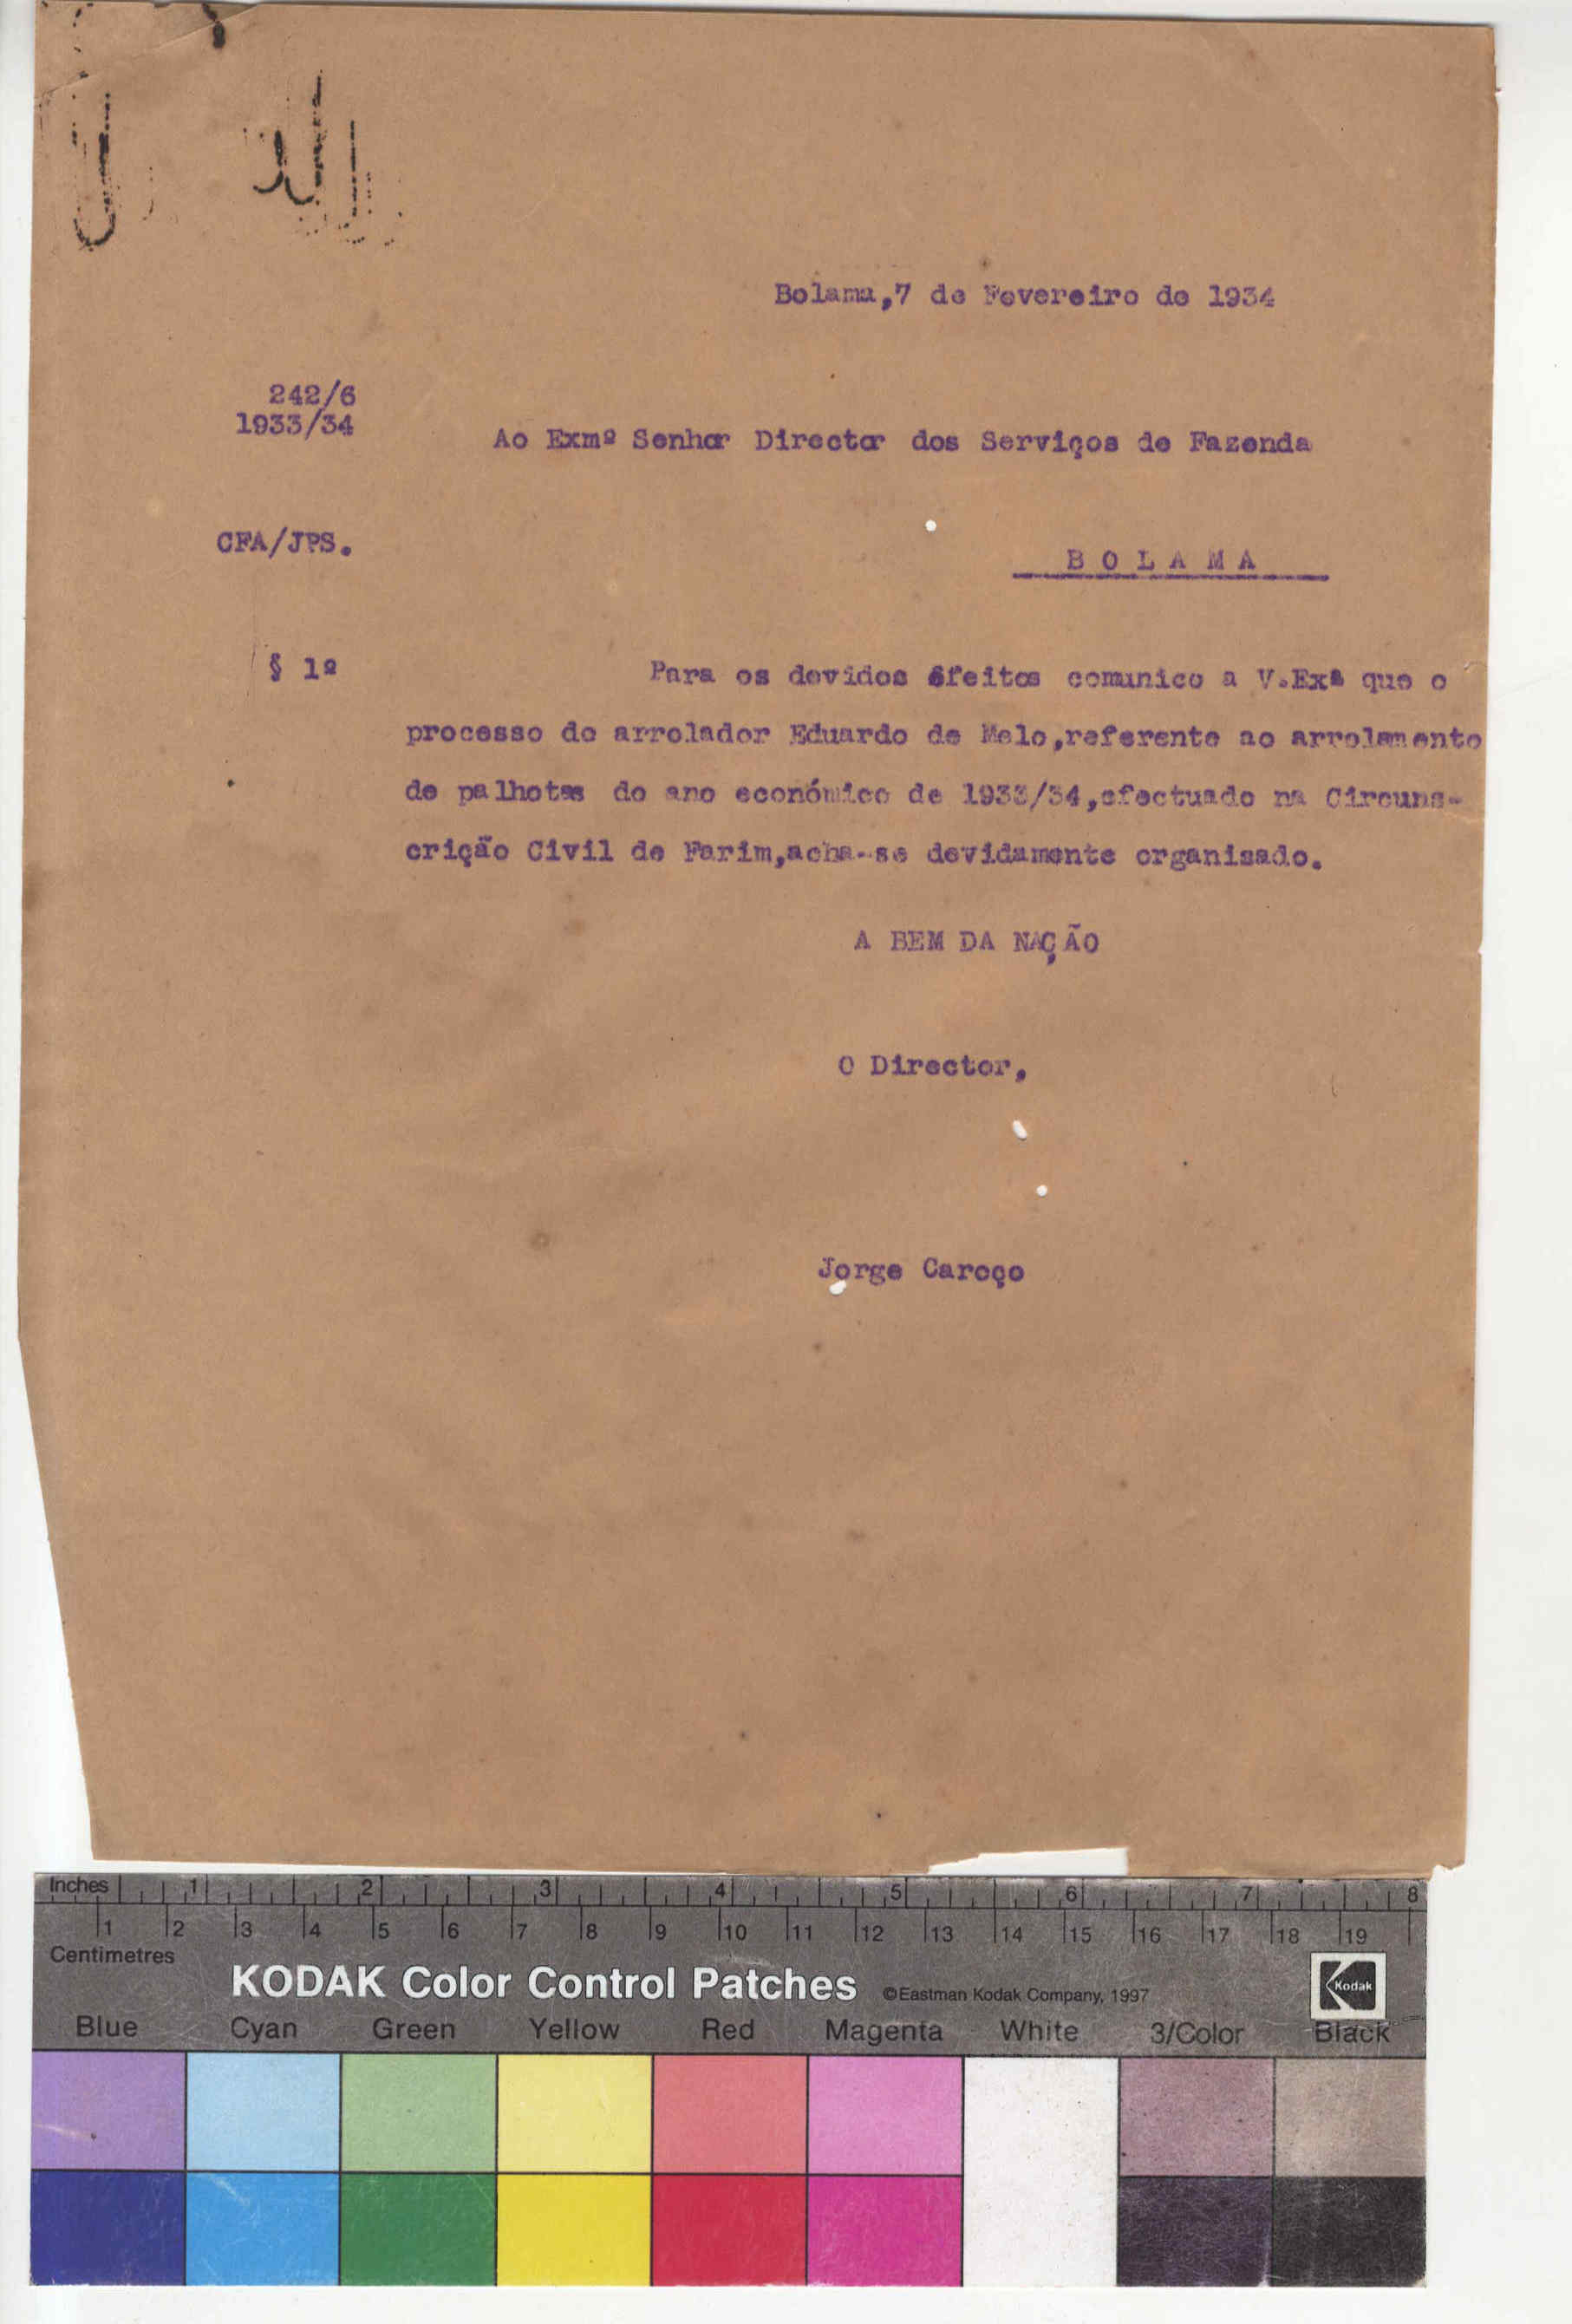 Bolama,7 de Fevereiro de 1934
242/6
1933/34
Ao Exmº Senhor Director dos Serviços de Fazenda
CFA/JPS.
B O L A M A
§ 1º
Para os devidos efeitos comunico a V.Exª que o
processo do arrolador Eduardo de Melo,referente ao arrolamento
de palhotas do ano económico de 1933/34,efectuado na Circuns-
crição Civil de Farim,acha-se devidamente organisado.
A BEM DA NAÇÃO
O Director,
Jorge Caroço
Inches 1 2 3 4 5 6 7 8
1 2 3 4 5 6 7 8 9 10 11 12 13 14 15 16 17 18 19
Centimetres
KODAK Color Control Patches ©Eastman Kodak Company, 1997 Kodak
Blue Cyan Green Yellow Red Magenta White 3/Color Black